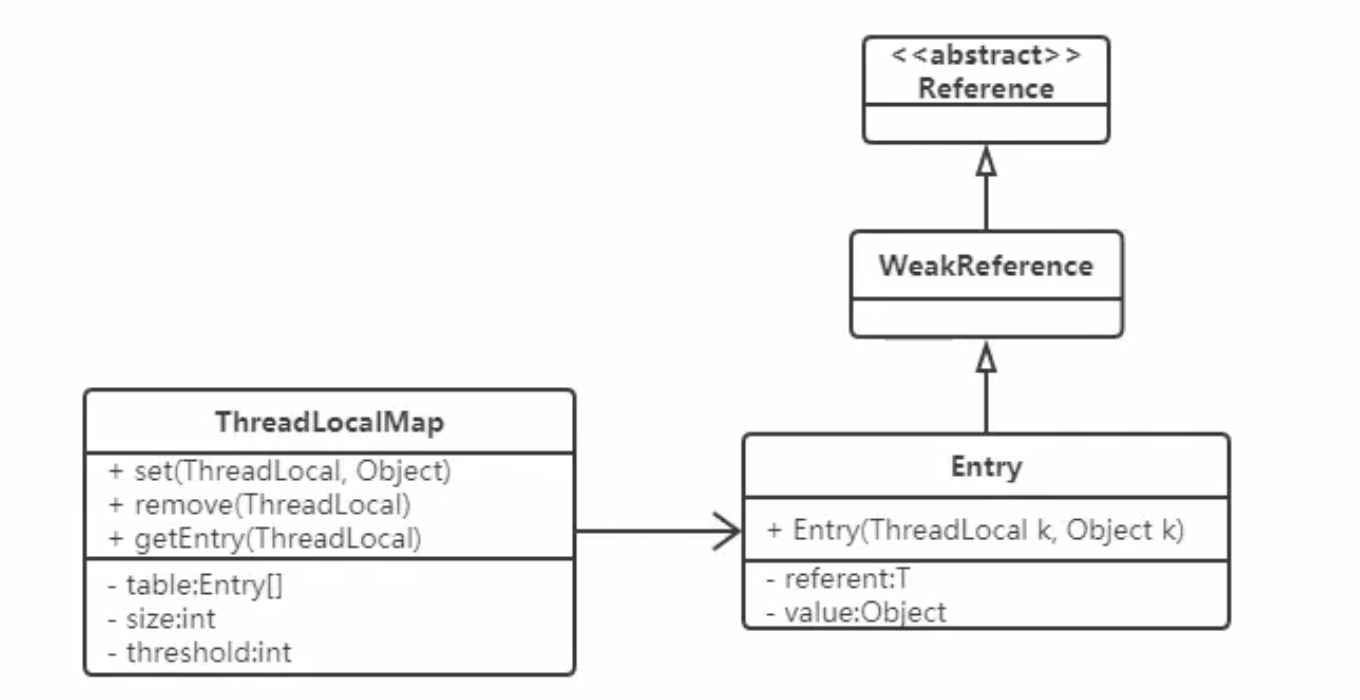 <<abstract>>
Reference
WeakReference
ThreadLocalMap
+ set(ThreadLocal, Object)
+ remove(ThreadLocal)
+ getEntry(ThreadLocal)
- table:Entry[]
- size:int
- threshold:int
Entry
+ Entry(ThreadLocal k, Object k)
- referent:T
- value:Object